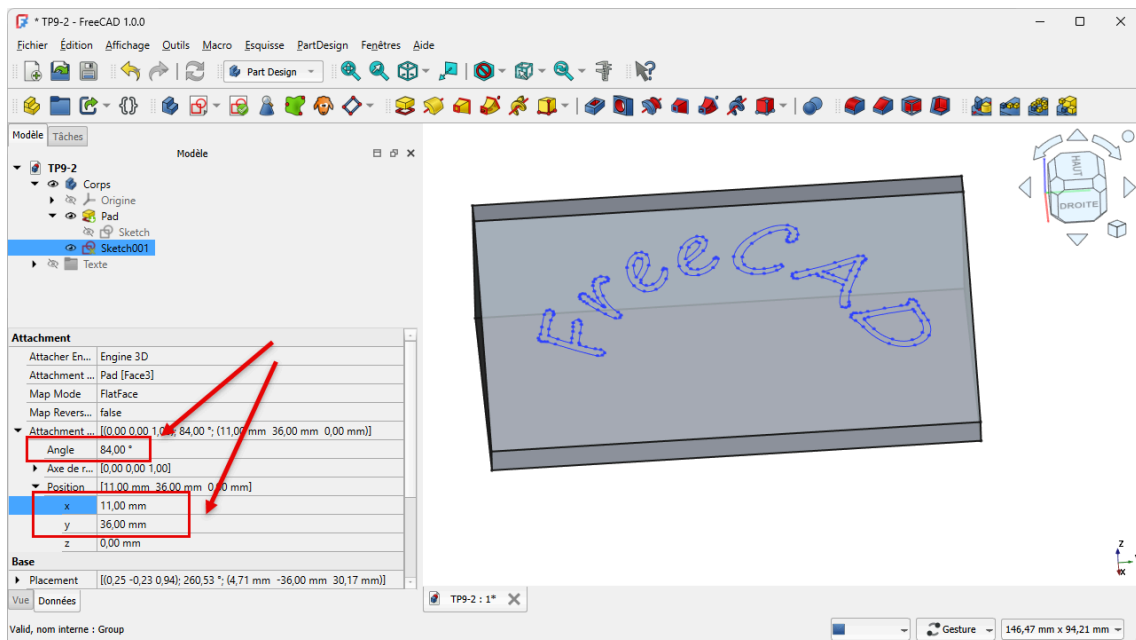 * TP9-2 - FreeCAD 1.0.0
Fichier Édition Affichage Outils Macro Esquisse PartDesign Fenêtres Aide
Part Design
Modèle Tâches
Modèle
TP9-2
Corps
Origine
Pad
Sketch
Sketch001
Texte
FreeCAD
HAUT
DROITE
Attachment
Attacher En... Engine 3D
Attachment ... Pad [Face3]
Map Mode FlatFace
Map Revers... false
Attachment ... [(0,00 0,00 1,00); 84,00 °; (11,00 mm 36,00 mm 0,00 mm)]
Angle 84,00 °
Axe de r... [0,00 0,00 1,00]
Position [11,00 mm 36,00 mm 0,00 mm]
x 11,00 mm
y 36,00 mm
z 0,00 mm
Base
Placement [(0,25 -0,23 0,94); 260,53 °; (4,71 mm -36,00 mm 30,17 mm)]
Vue Données
TP9-2 : 1*
Z
Valid, nom interne : Group
Gesture 146,47 mm x 94,21 mm